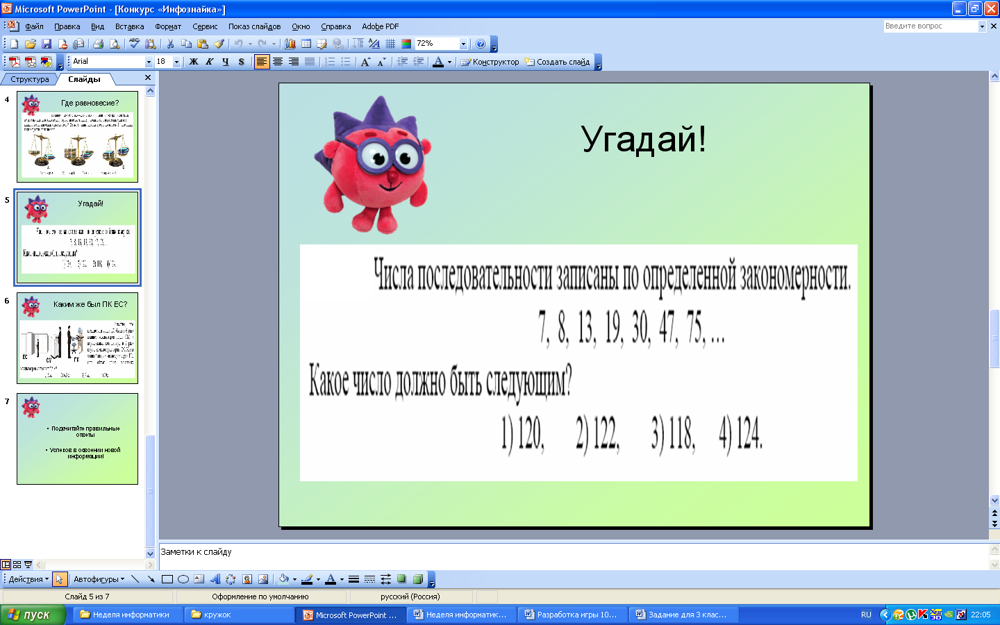 Microsoft PowerPoint - [Конкурс «Инфознайка»]
Файл Правка Вид Вставка Формат Сервис Показ слайдов Окно Справка Adobe PDF
Введите вопрос
72%
Arial 18 Ж К Ч S Конструктор Создать слайд
Структура Слайды
4
Где равновесие?
5
Угадай!
6
Каким же был ПК ЕС?
ЕС СМ ПК
7
• Подсчитайте правильные
ответы
• Успехов в освоении новой
информации!
Угадай!
Числа последовательности записаны по определенной закономерности.
7, 8, 13, 19, 30, 47, 75, ...
Какое число должно быть следующим?
1) 120, 2) 122, 3) 118, 4) 124.
Заметки к слайду
Действия Автофигуры
Слайд 5 из 7 Оформление по умолчанию русский (Россия)
пуск Неделя информатики кружок Microsoft PowerPoint ... Неделя информатик... Разработка игры 10... Задание для 3 клас... RU 22:05